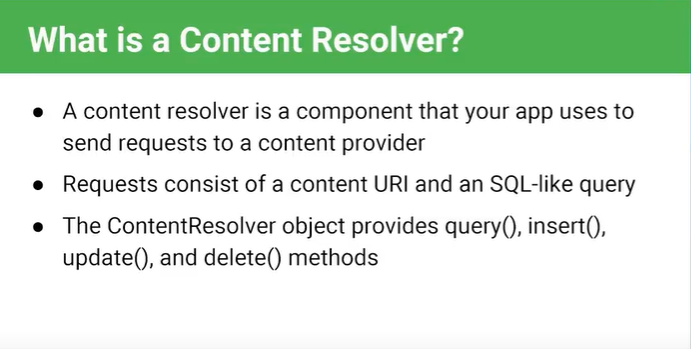 What is a Content Resolver?
● A content resolver is a component that your app uses to
send requests to a content provider
● Requests consist of a content URI and an SQL-like query
● The ContentResolver object provides query(), insert(),
update(), and delete() methods